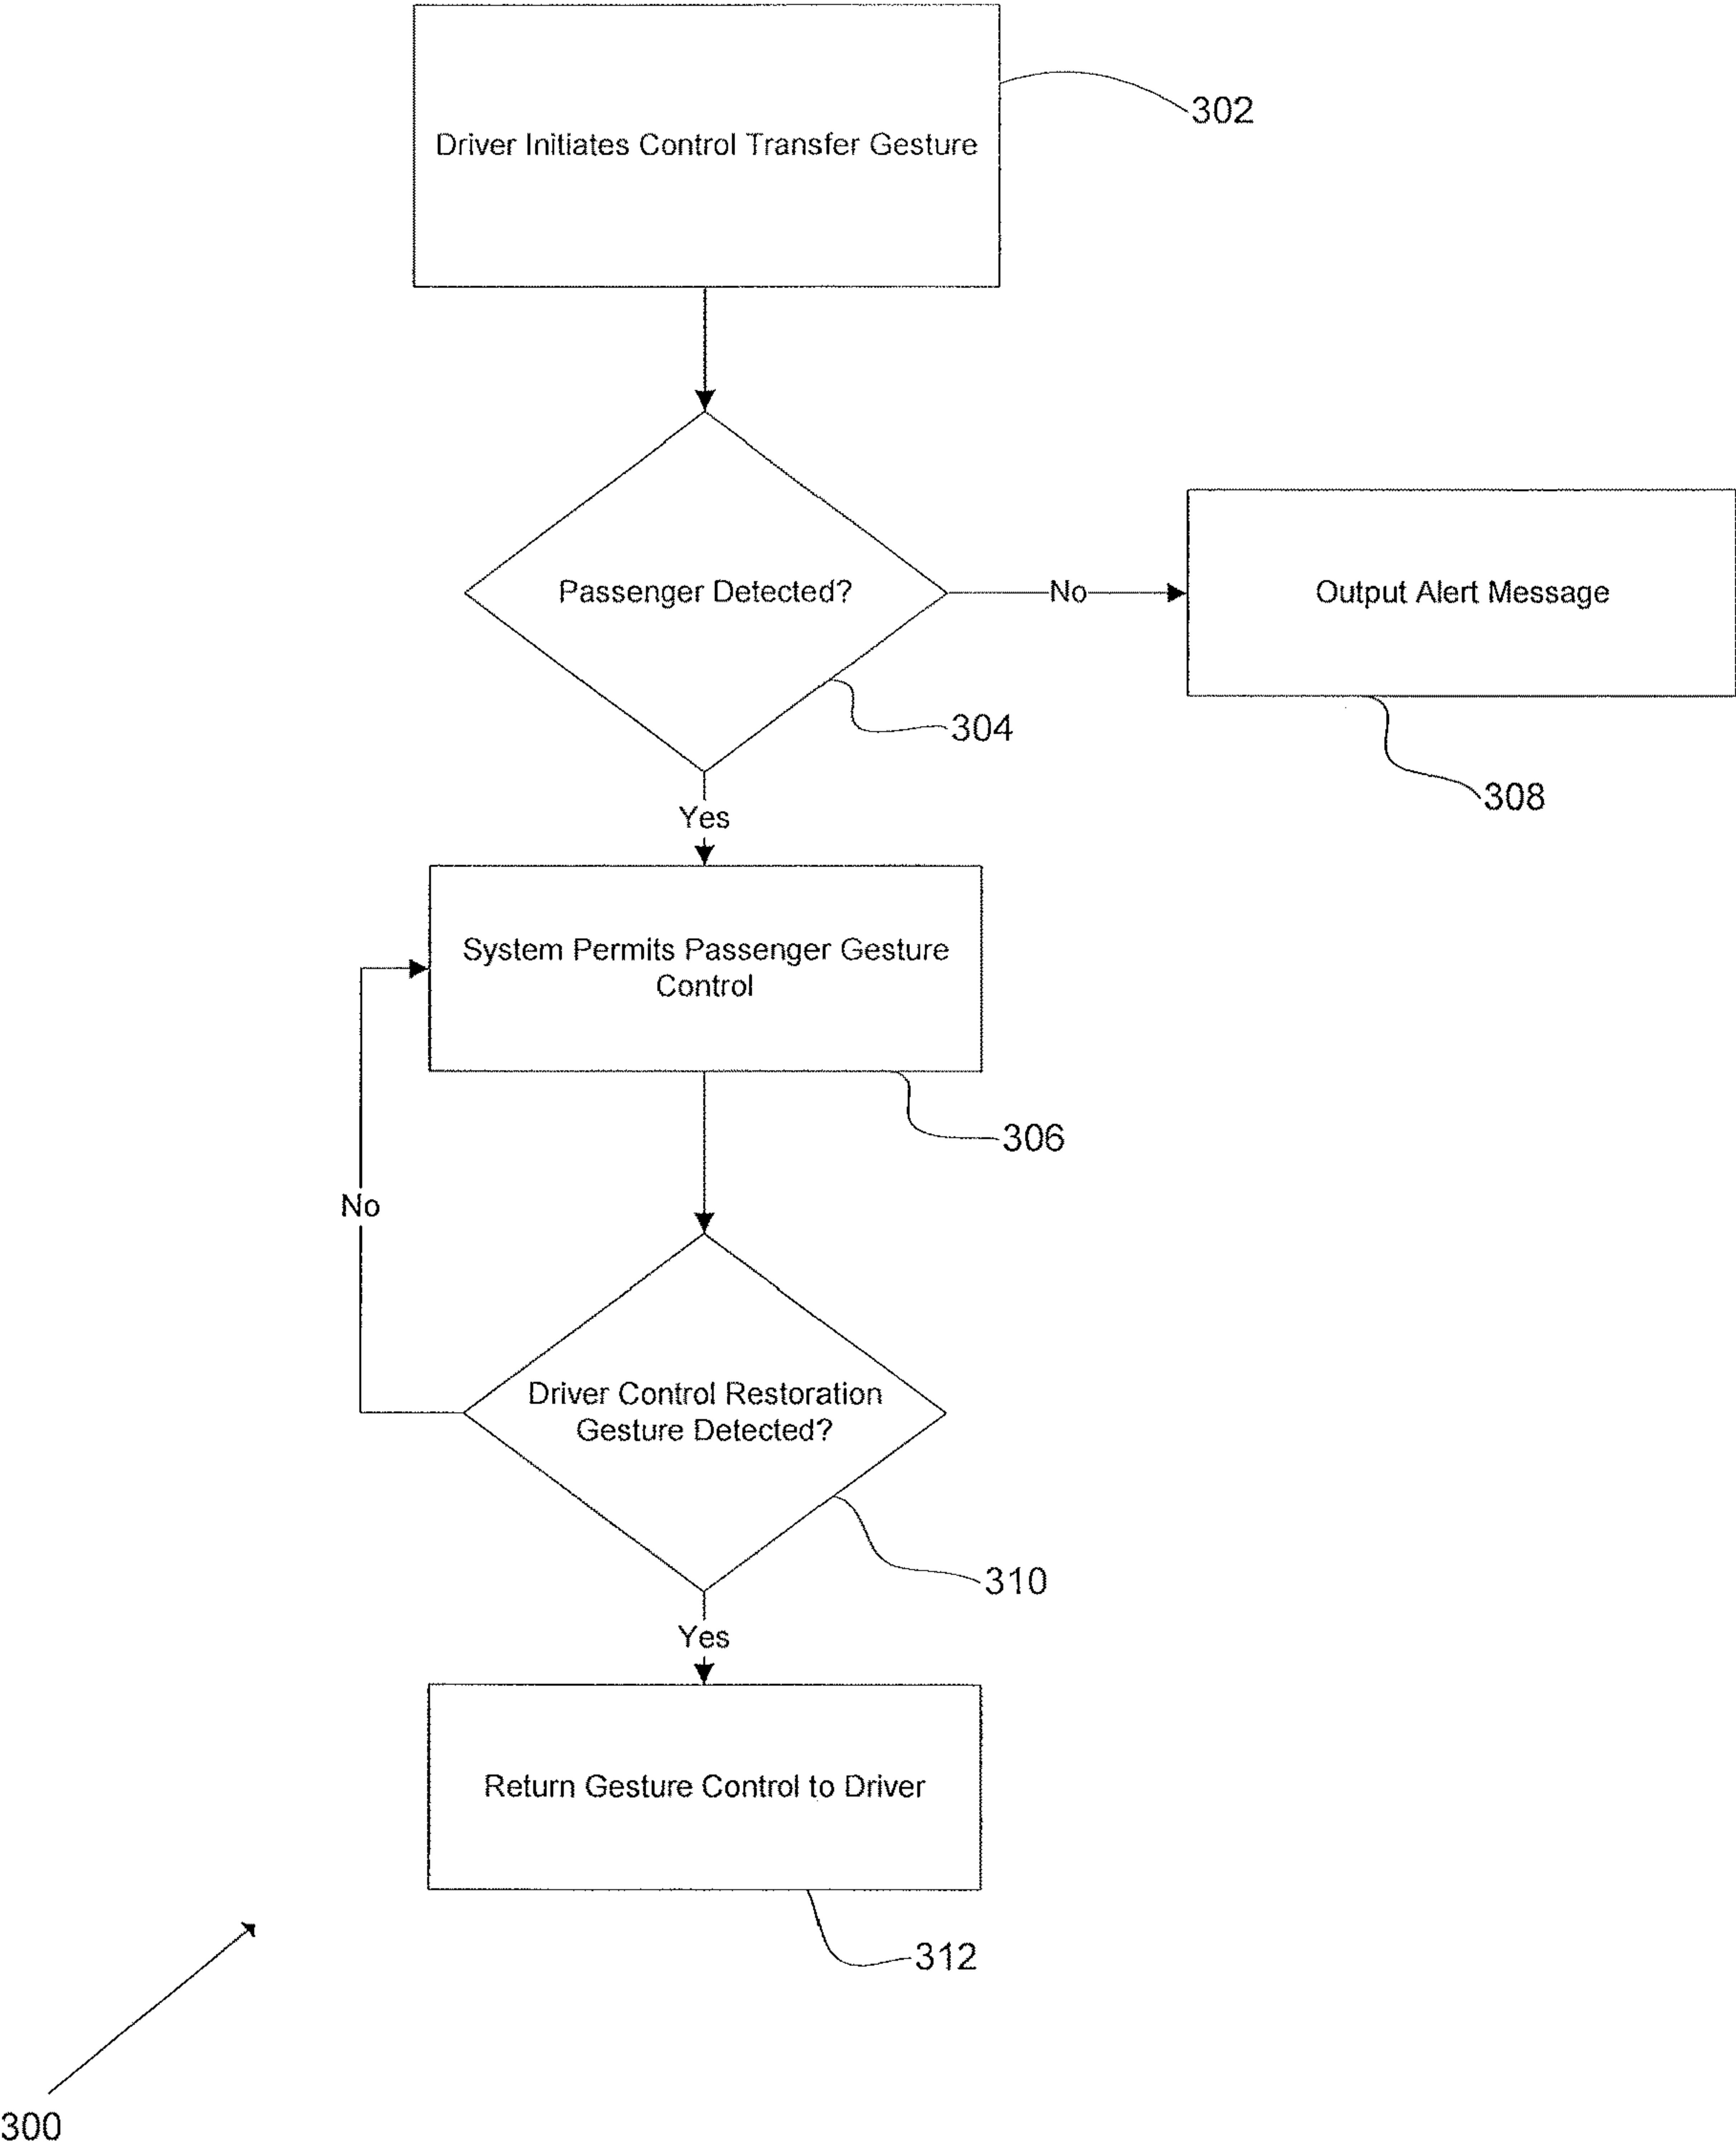 Driver Initiates Control Transfer Gesture
302
Passenger Detected?
No
Output Alert Message
304
308
Yes
System Permits Passenger Gesture
Control
306
No
Driver Control Restoration
Gesture Detected?
310
Yes
Return Gesture Control to Driver
312
300